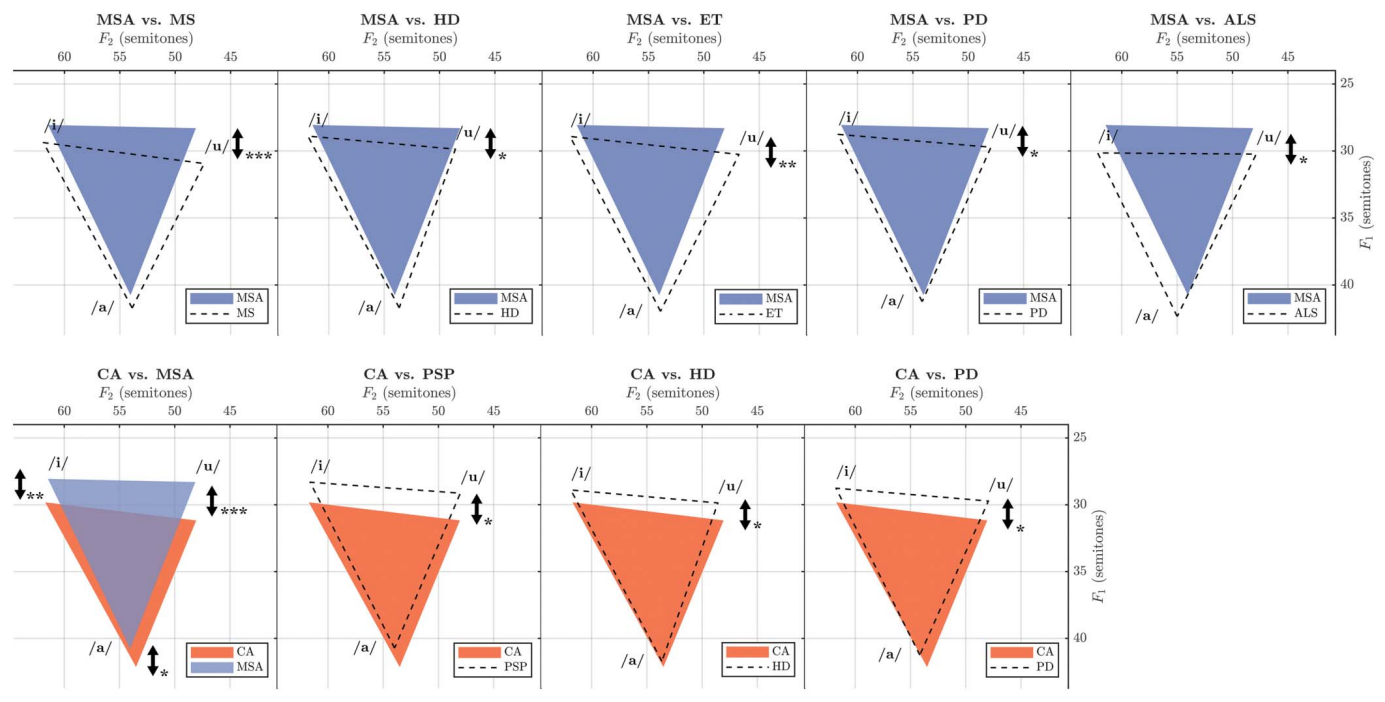 MSA vs. MS
F₂ (semitones)
60 55 50 45
MSA vs. HD
F₂ (semitones)
60 55 50 45
MSA vs. ET
F₂ (semitones)
60 55 50 45
MSA vs. PD
F₂ (semitones)
60 55 50 45
MSA vs. ALS
F₂ (semitones)
60 55 50 45
/i/
/u/
***
/a/
MSA
MS
/i/
/u/
*
/a/
MSA
HD
/i/
/u/
**
/a/
MSA
ET
/i/
/u/
*
/a/
MSA
PD
/i/
/u/
*
/a/
MSA
ALS
25
30
35
40
F₁ (semitones)
CA vs. MSA
F₂ (semitones)
60 55 50 45
CA vs. PSP
F₂ (semitones)
60 55 50 45
CA vs. HD
F₂ (semitones)
60 55 50 45
CA vs. PD
F₂ (semitones)
60 55 50 45
/i/
/u/
**
***
/a/
*
CA
MSA
/i/
/u/
*
/a/
CA
PSP
/i/
/u/
*
/a/
CA
HD
/i/
/u/
*
/a/
CA
PD
25
30
35
40
F₁ (semitones)